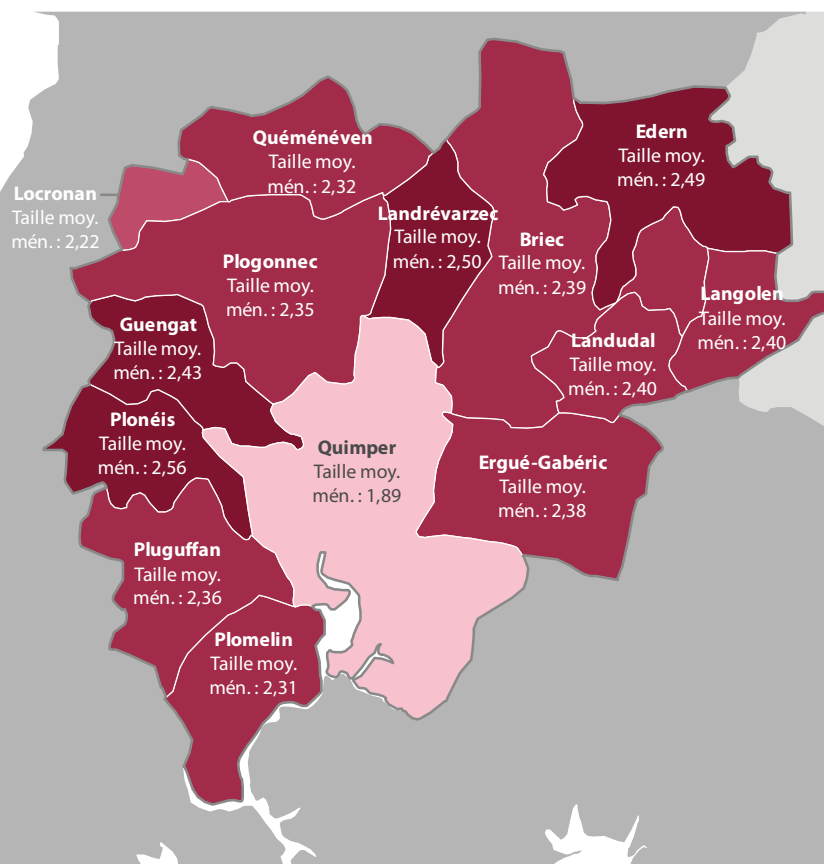 Quéménéven
Taille moy.
mén. : 2,32
Edern
Taille moy.
mén. : 2,49
Locronan
Taille moy.
mén. : 2,22
Landrévarzec
Taille moy.
mén. : 2,50
Briec
Taille moy.
mén. : 2,39
Plogonnec
Taille moy.
mén. : 2,35
Langolen
Taille moy.
mén. : 2,40
Guengat
Taille moy.
mén. : 2,43
Landudal
Taille moy.
mén. : 2,40
Plonéis
Taille moy.
mén. : 2,56
Quimper
Taille moy.
mén. : 1,89
Ergué-Gabéric
Taille moy.
mén. : 2,38
Pluguffan
Taille moy.
mén. : 2,36
Plomelin
Taille moy.
mén. : 2,31